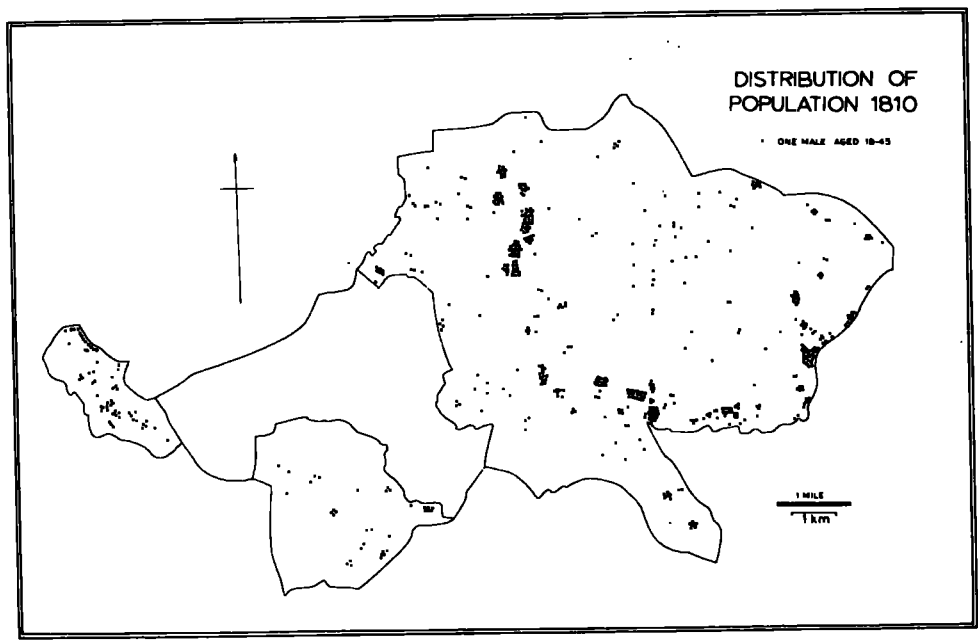 DISTRIBUTION OF
POPULATION 1810
ONE MALE AGED 18-45
1 MILE
1 km